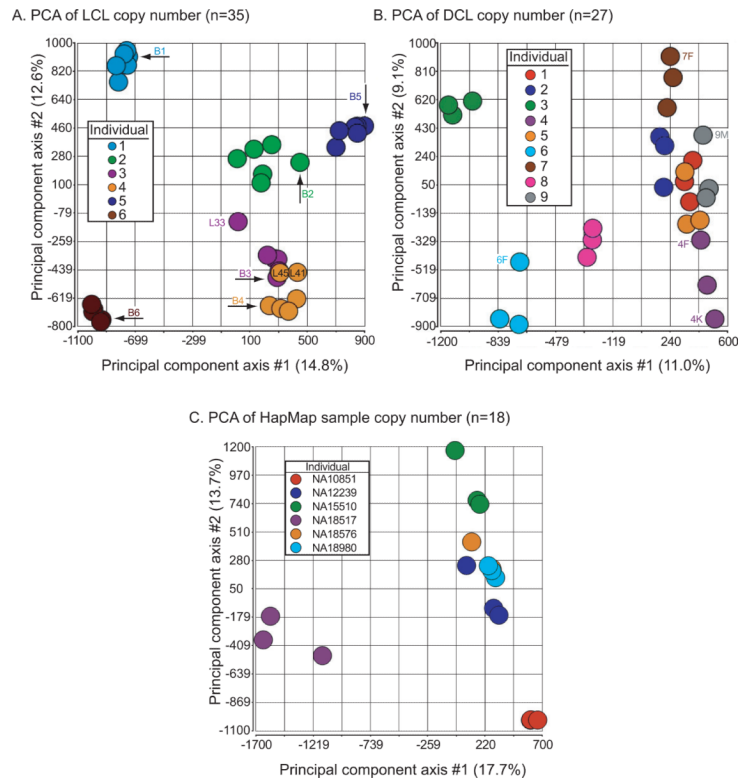 A. PCA of LCL copy number (n=35)
Principal component axis #2 (12.6%)
1000
820
640
460
280
100
-79
-259
-439
-619
-800
-1100
-699
-299
100
500
900
Principal component axis #1 (14.8%)
Individual
1
2
3
4
5
6
B1
B5
B2
L33
B3
L45
L41
B4
B6
B. PCA of DCL copy number (n=27)
Principal component axis #2 (9.1%)
1000
810
620
430
240
50
-139
-329
-519
-709
-900
-1200
-839
-479
-119
240
600
Principal component axis #1 (11.0%)
Individual
1
2
3
4
5
6
7
8
9
7F
9M
4F
6F
4K
C. PCA of HapMap sample copy number (n=18)
Principal component axis #2 (13.7%)
1200
970
740
510
280
50
-179
-409
-639
-869
-1100
-1700
-1219
-739
-259
220
700
Principal component axis #1 (17.7%)
Individual
NA10851
NA12239
NA15510
NA18517
NA18576
NA18980